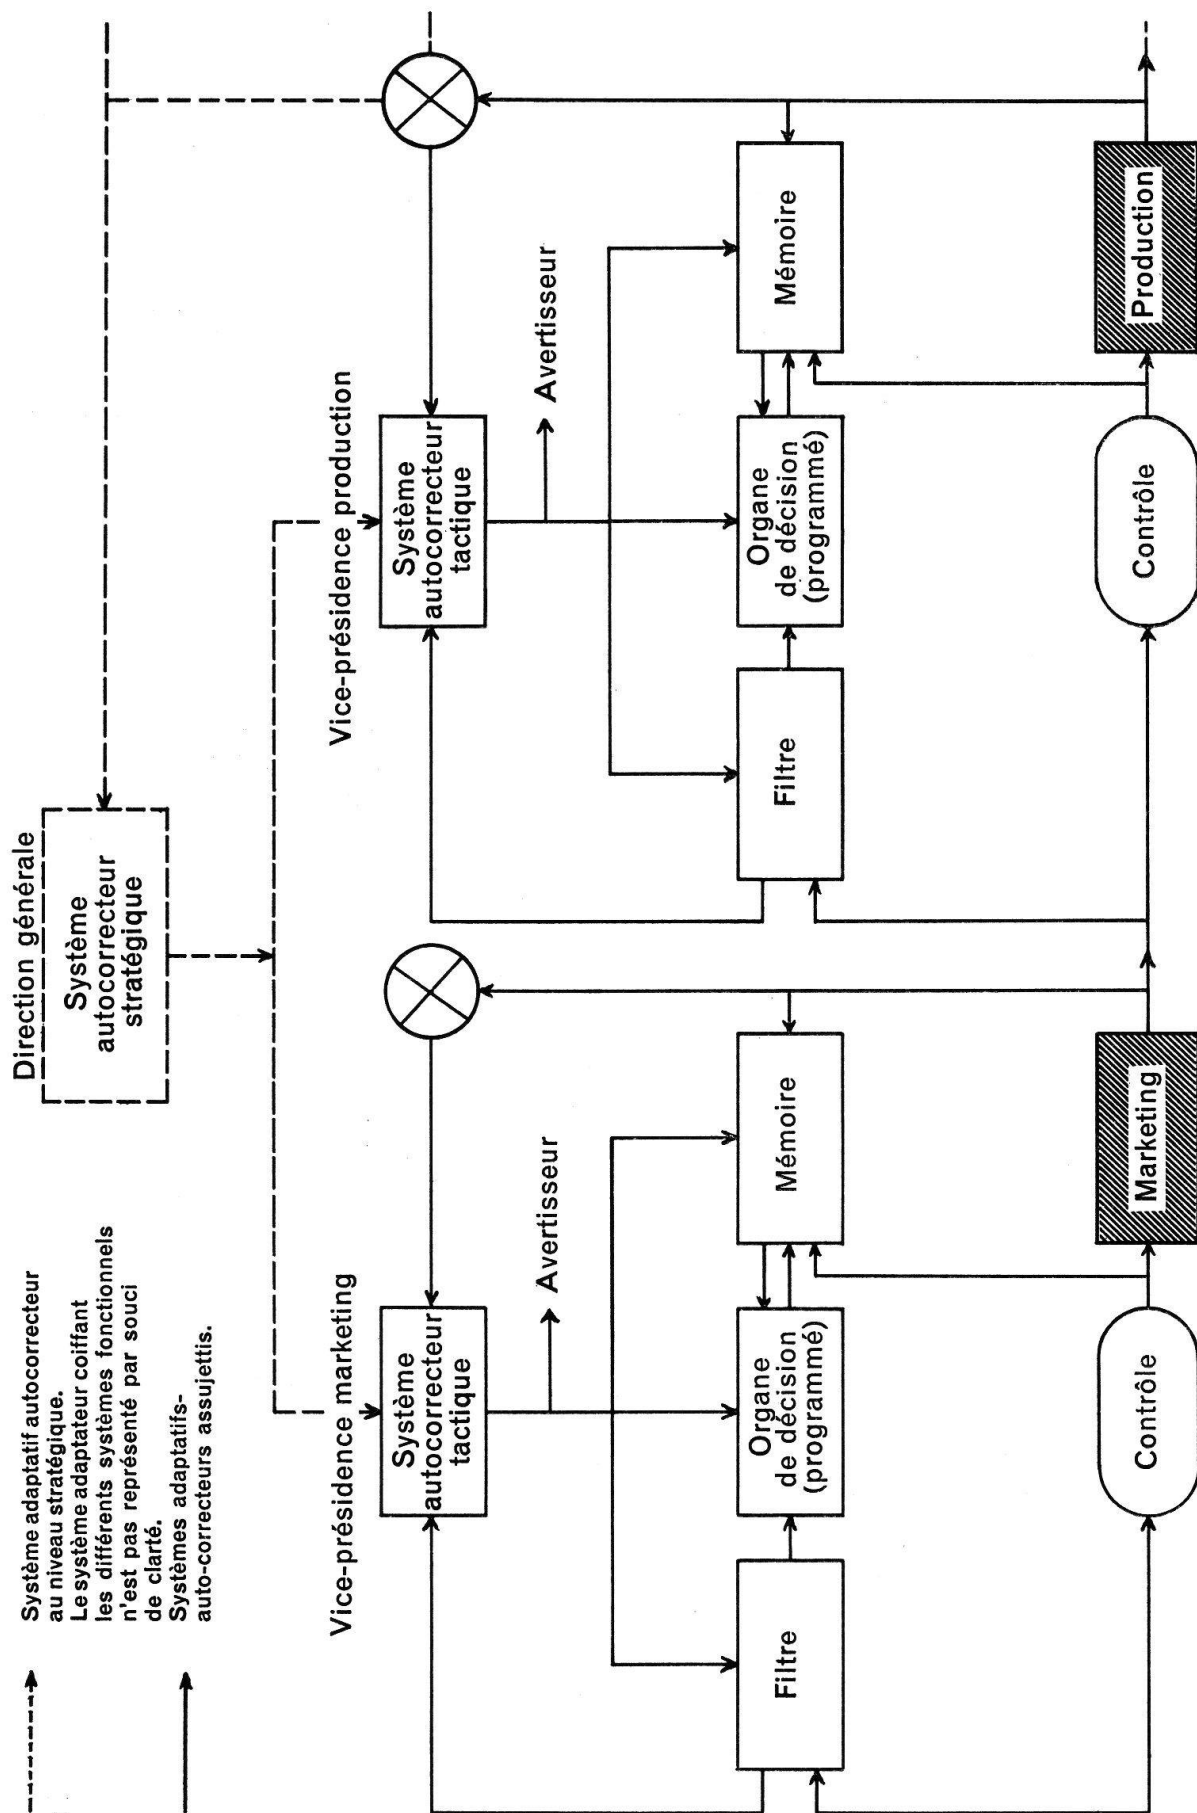 Système adaptatif autocorrecteur
au niveau stratégique.
Le système adaptateur coiffant
les différents systèmes fonctionnels
n'est pas représenté par souci
de clarté.
Systèmes adaptatifs-
auto-correcteurs assujettis.
Direction générale
Système
autocorrecteur
stratégique
Vice-présidence marketing
Système
autocorrecteur
tactique
Avertisseur
Filtre
Organe
de décision
(programmé)
Mémoire
Contrôle
Marketing
Vice-présidence production
Système
autocorrecteur
tactique
Avertisseur
Filtre
Organe
de décision
(programmé)
Mémoire
Contrôle
Production